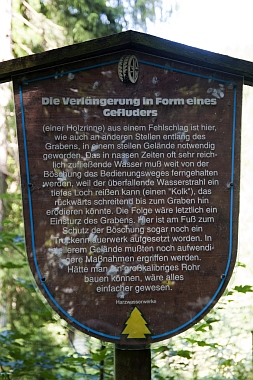 Die Verlängerung in Form eines
Gefluders
(einer Holzrinne) aus einem Fehlschlag ist hier,
wie auch an anderen Stellen entlang des
Grabens, in einem steilen Gelände notwendig
geworden. Das in nassen Zeiten oft sehr reich-
lich zufließende Wasser muß weit von der
Böschung des Bedienungsweges ferngehalten
werden, weil der überfallende Wasserstrahl ein
tiefes Loch reißen kann (einen "Kolk"), das
rückwärts schreitend bis zum Graben hin
erodieren könnte. Die Folge wäre letztlich ein
Einsturz des Grabens. Hier ist am Fuß zum
Schutz der Böschung sogar noch ein
Trockenmauerwerk aufgesetzt worden. In
steilerem Gelände mußten noch aufwendi-
gere Maßnahmen ergriffen werden.
Hätte man ein großkalibriges Rohr
bauen können, wäre alles
einfacher gewesen.
Harzwasserwerke